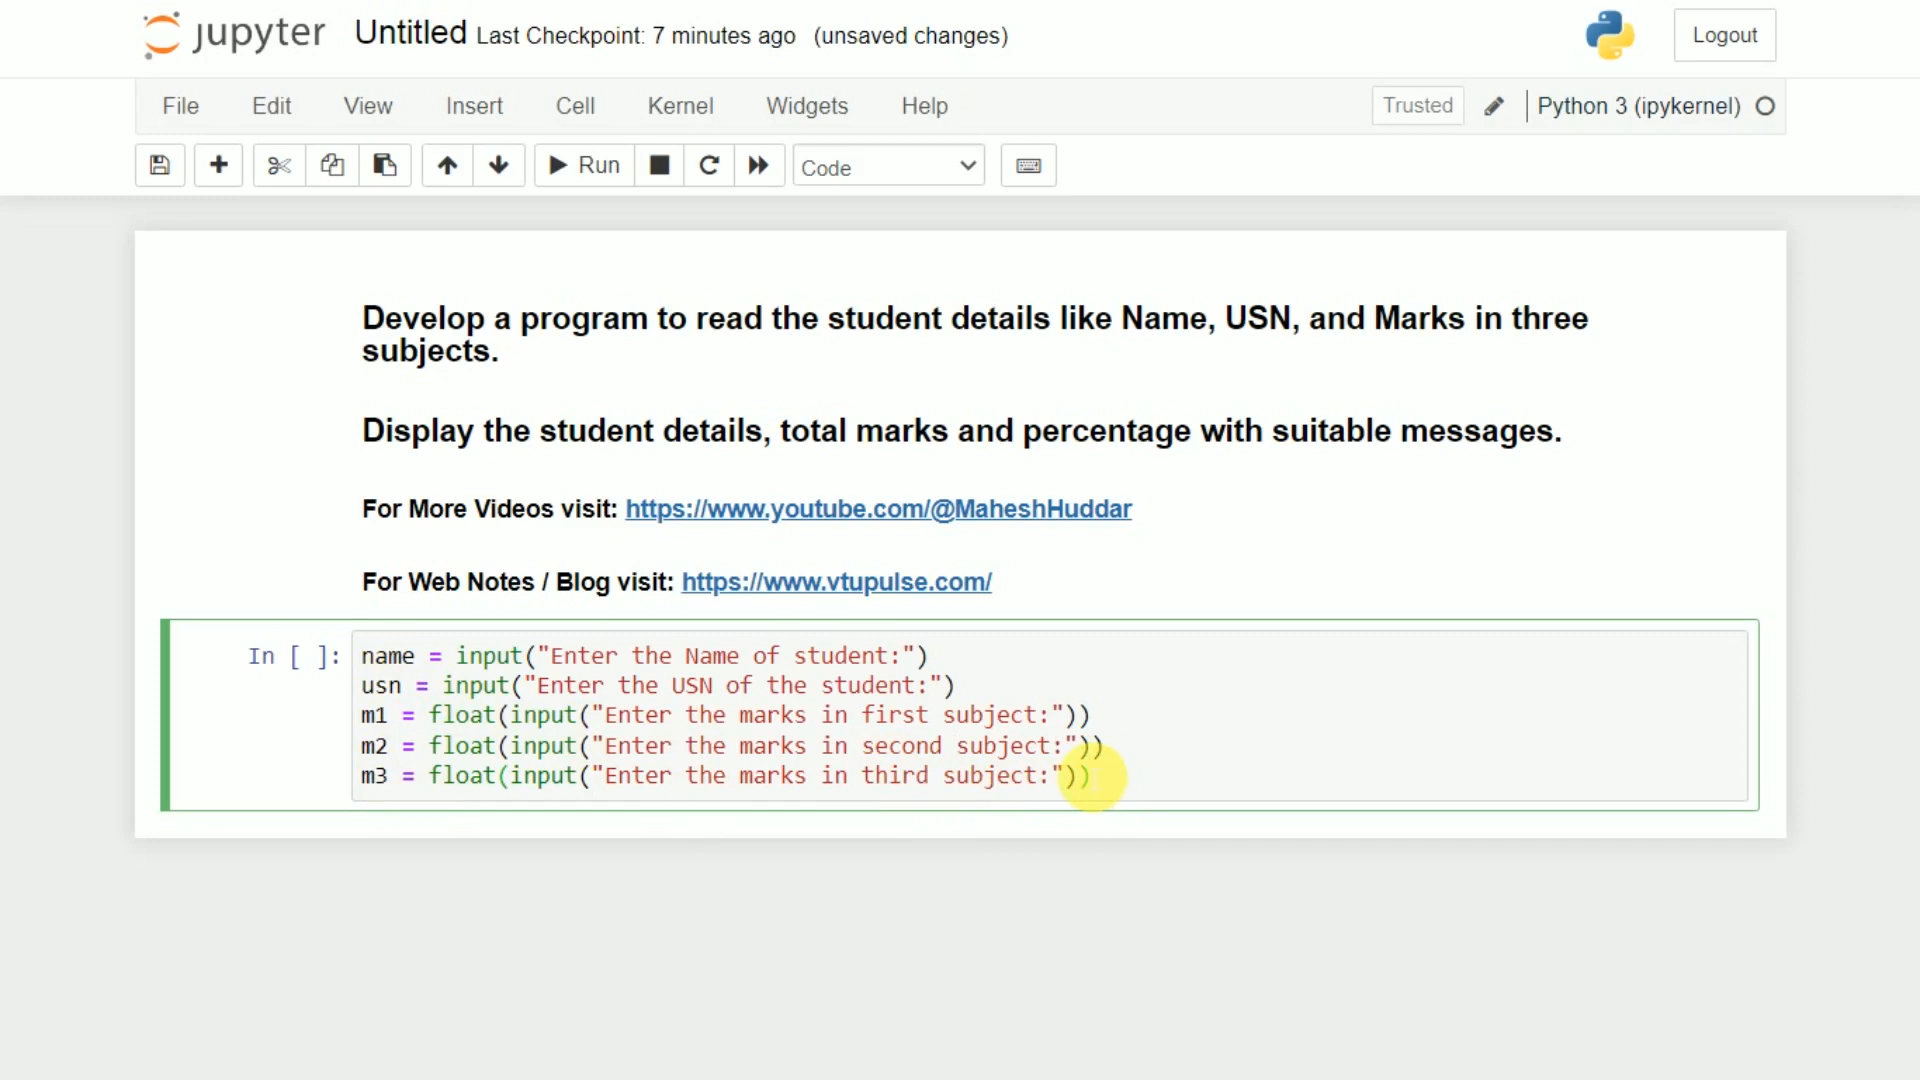 jupyter Untitled Last Checkpoint: 7 minutes ago (unsaved changes) Logout
File Edit View Insert Cell Kernel Widgets Help Trusted Python 3 (ipykernel)
Run Code
Develop a program to read the student details like Name, USN, and Marks in three
subjects.
Display the student details, total marks and percentage with suitable messages.
For More Videos visit: https://www.youtube.com/@MaheshHuddar
For Web Notes / Blog visit: https://www.vtupulse.com/
In [ ]: name = input("Enter the Name of student:")
usn = input("Enter the USN of the student:")
m1 = float(input("Enter the marks in first subject:"))
m2 = float(input("Enter the marks in second subject:"))
m3 = float(input("Enter the marks in third subject:"))